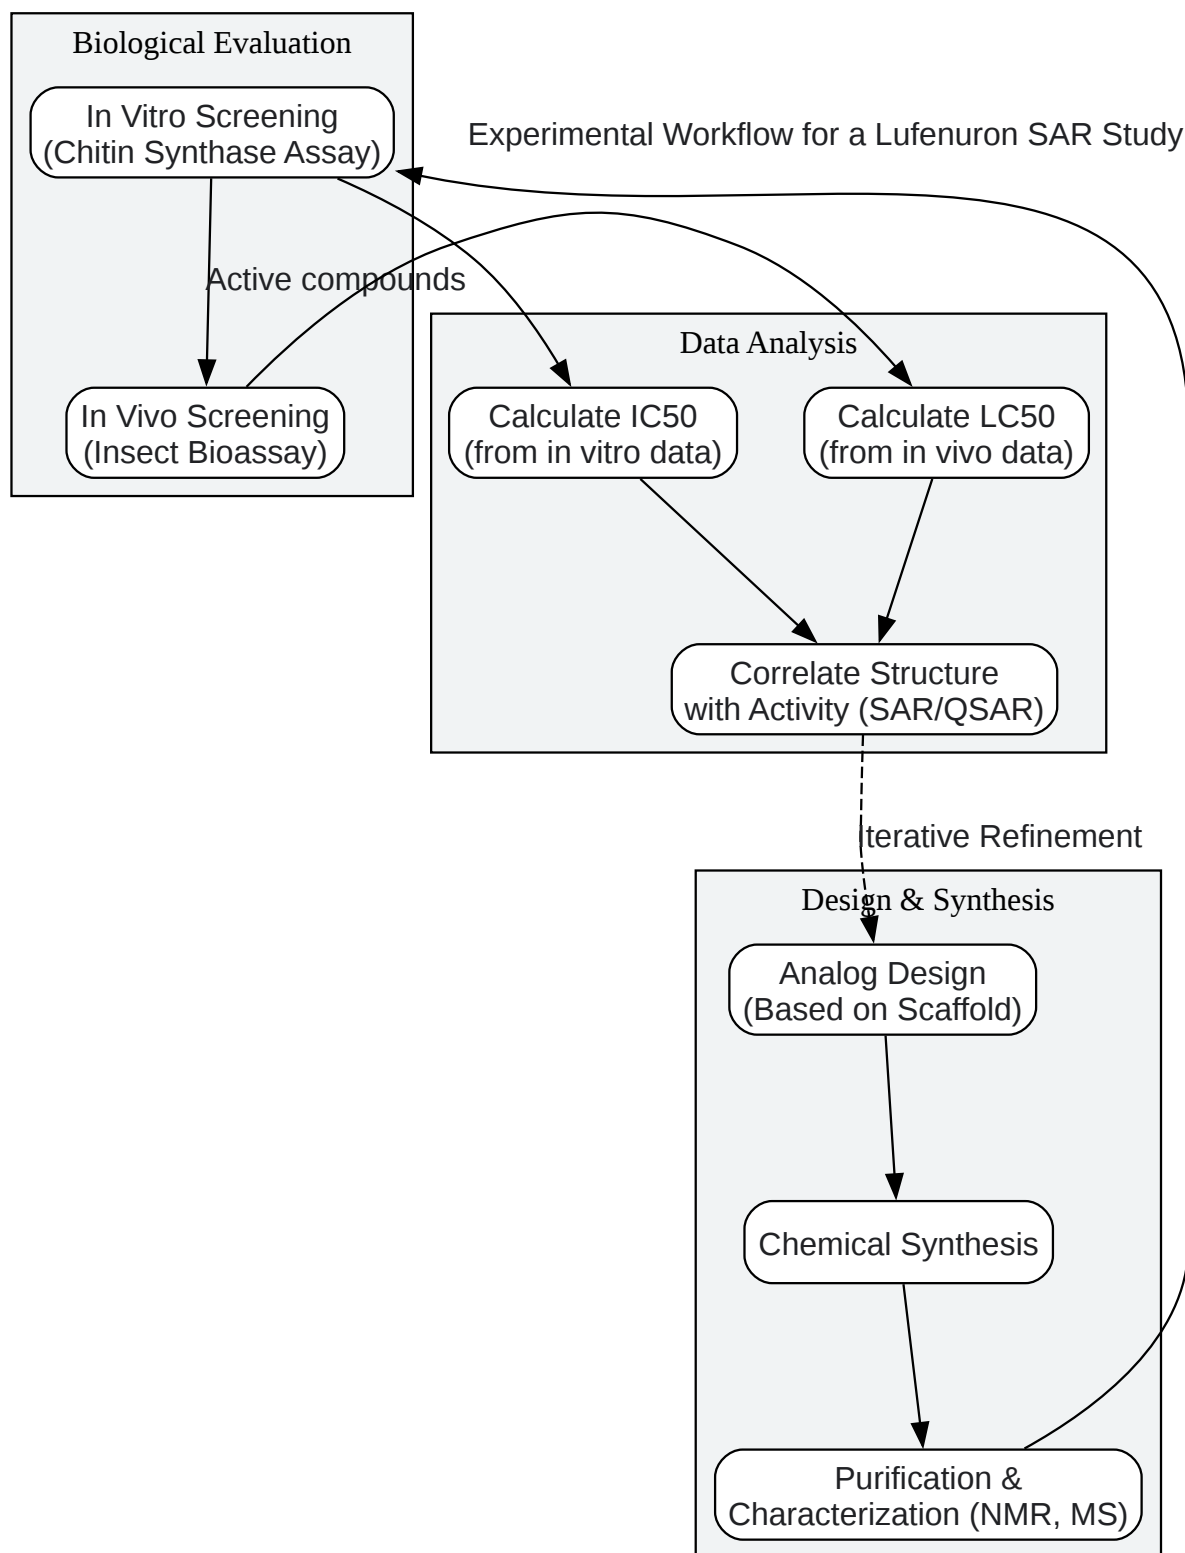 Biological Evaluation
In Vitro Screening
(Chitin Synthase Assay)
Experimental Workflow for a Lufenuron SAR Study
Active compounds
In Vivo Screening
(Insect Bioassay)
Data Analysis
Calculate IC50
(from in vitro data)
Calculate LC50
(from in vivo data)
Correlate Structure
with Activity (SAR/QSAR)
Iterative Refinement
Design & Synthesis
Analog Design
(Based on Scaffold)
Chemical Synthesis
Purification &
Characterization (NMR, MS)